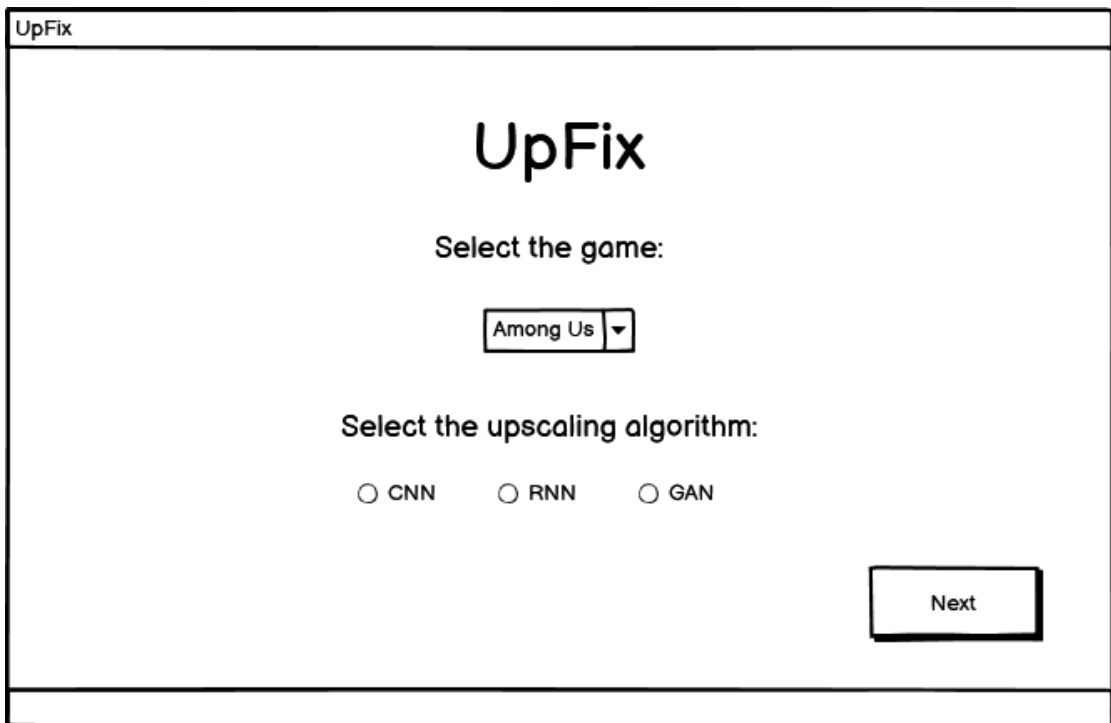 UpFix
UpFix
Select the game:
Among Us
Select the upscaling algorithm:
CNN RNN GAN
Next